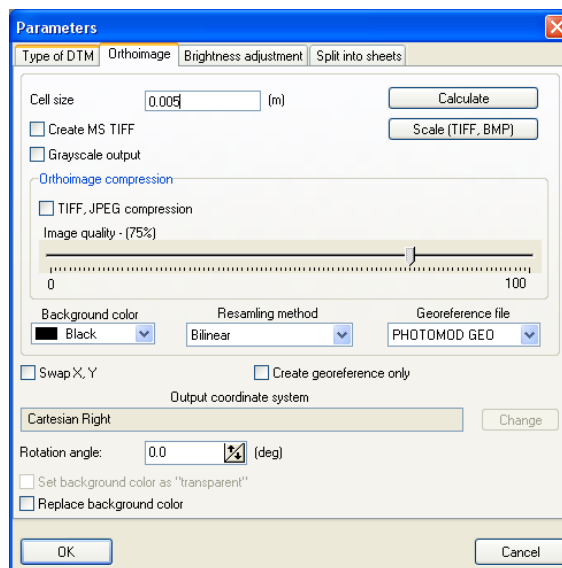 Parameters
Type of DTM Orthoimage Brightness adjustment Split into sheets
Cell size 0.005 (m) Calculate
Create MS TIFF Scale (TIFF, BMP)
Grayscale output
Orthoimage compression
TIFF, JPEG compression
Image quality - (75%)
0 100
Background color Resamling method Georeference file
Black Bilinear PHOTOMOD GEO
Swap X, Y Create georeference only
Output coordinate system
Cartesian Right Change
Rotation angle: 0.0 (deg)
Set background color as "transparent"
Replace background color
OK Cancel